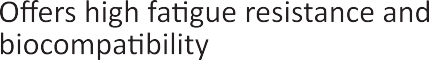 Offers high fatigue resistance and
biocompatibility